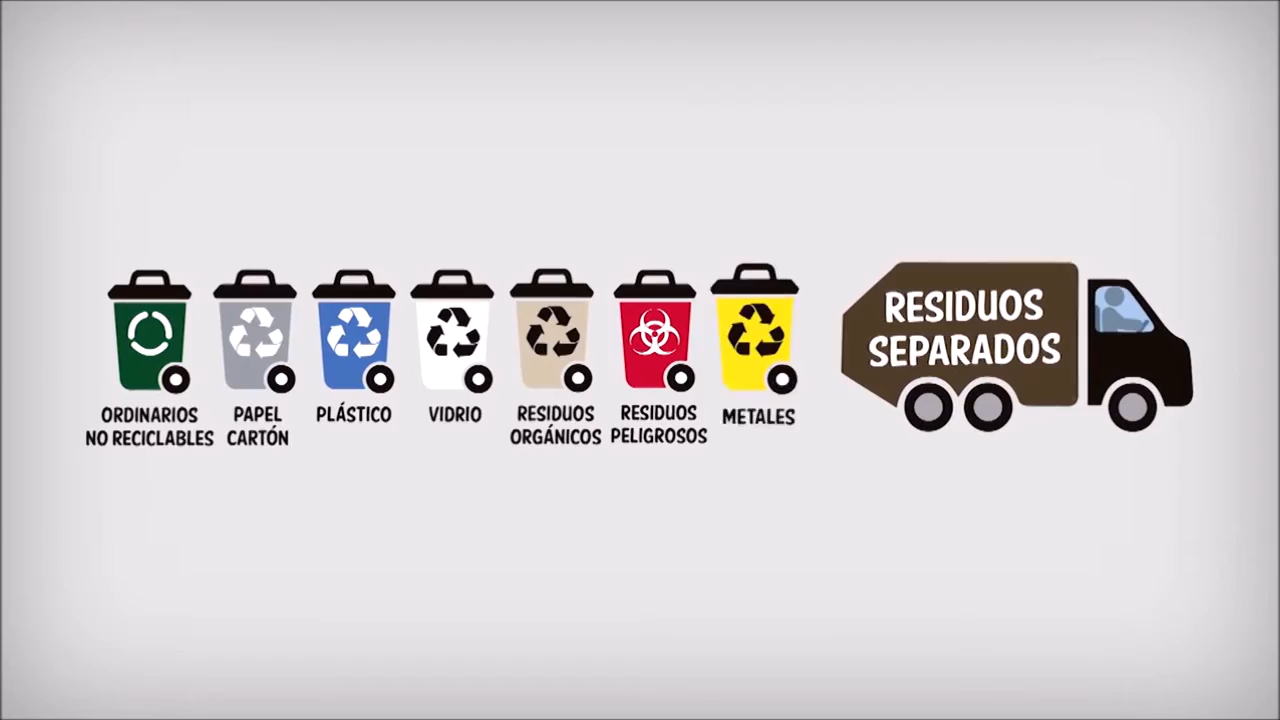 ORDINARIOS
NO RECICLABLES
PAPEL
CARTÓN
PLÁSTICO
VIDRIO
RESIDUOS
ORGÁNICOS
RESIDUOS
PELIGROSOS
METALES
RESIDUOS
SEPARADOS